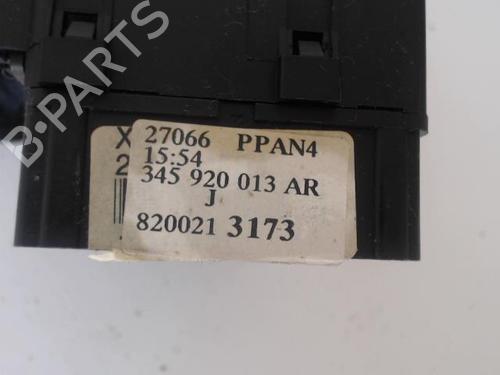 B-PARTS
X 27066 PPAN4
2 15:54
345 920 013 AR
J
820021 3173